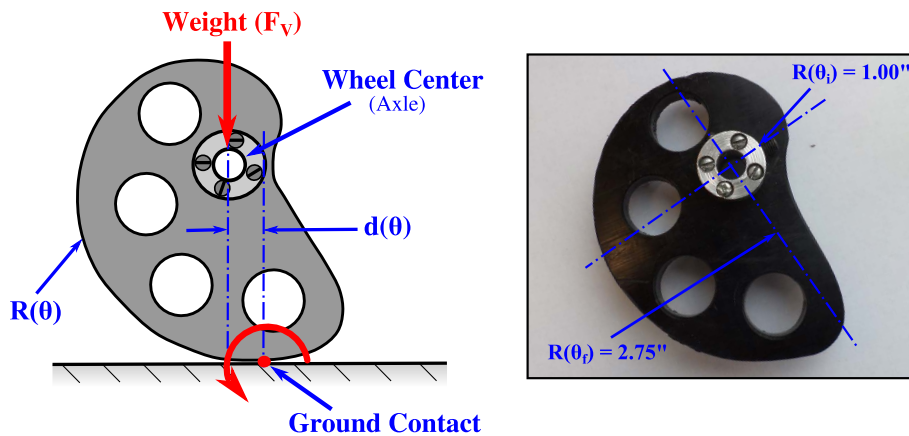 Weight (F_V)
Wheel Center
(Axle)
d(θ)
R(θ)
Ground Contact
R(θ_i) = 1.00"
R(θ_f) = 2.75"